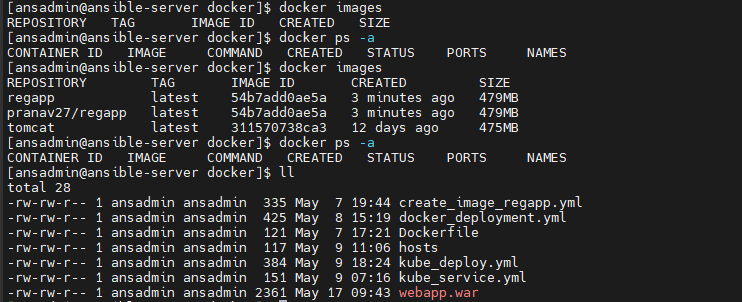 [ansadmin@ansible-server docker]$ docker images
REPOSITORY   TAG       IMAGE ID   CREATED   SIZE
[ansadmin@ansible-server docker]$ docker ps -a
CONTAINER ID   IMAGE     COMMAND   CREATED   STATUS    PORTS     NAMES
[ansadmin@ansible-server docker]$ docker images
REPOSITORY          TAG       IMAGE ID       CREATED         SIZE
regapp              latest    54b7add0ae5a   3 minutes ago   479MB
pranav27/regapp     latest    54b7add0ae5a   3 minutes ago   479MB
tomcat              latest    311570738ca3   12 days ago     475MB
[ansadmin@ansible-server docker]$ docker ps -a
CONTAINER ID   IMAGE     COMMAND   CREATED   STATUS    PORTS     NAMES
[ansadmin@ansible-server docker]$ ll
total 28
-rw-rw-r-- 1 ansadmin ansadmin  335 May  7 19:44 create_image_regapp.yml
-rw-rw-r-- 1 ansadmin ansadmin  425 May  8 15:19 docker_deployment.yml
-rw-rw-r-- 1 ansadmin ansadmin  121 May  7 17:21 Dockerfile
-rw-rw-r-- 1 ansadmin ansadmin  117 May  9 11:06 hosts
-rw-rw-r-- 1 ansadmin ansadmin  384 May  9 18:24 kube_deploy.yml
-rw-rw-r-- 1 ansadmin ansadmin  151 May  9 07:16 kube_service.yml
-rw-rw-r-- 1 ansadmin ansadmin 2361 May 17 09:43 webapp.war